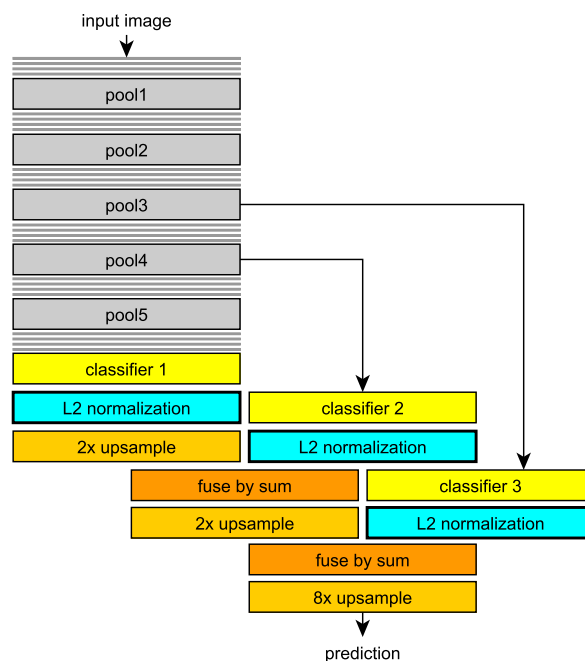 input image
pool1
pool2
pool3
pool4
pool5
classifier 1
L2 normalization
classifier 2
2x upsample
L2 normalization
fuse by sum
classifier 3
2x upsample
L2 normalization
fuse by sum
8x upsample
prediction